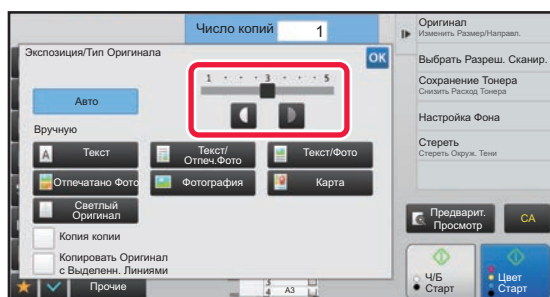 Число копий 1
Экспозиция/Тип Оригинала
OK
1 3 5
Авто
Вручную
Текст
Текст/
Отпеч.Фото
Текст/Фото
Отпечатано Фото
Фотография
Карта
Светлый
Оригинал
Копия копии
Копировать Оригинал
с Выделенн. Линиями
Прочие
3
4 A3
Оригинал
Изменить Размер/Направл.
Выбрать Разреш. Сканир.
Сохранение Тонера
Снизить Расход Тонера
Настройка Фона
Стереть
Стереть Окруж. Тени
Предварит.
Просмотр
CA
Ч/Б
Старт
Цвет
Старт